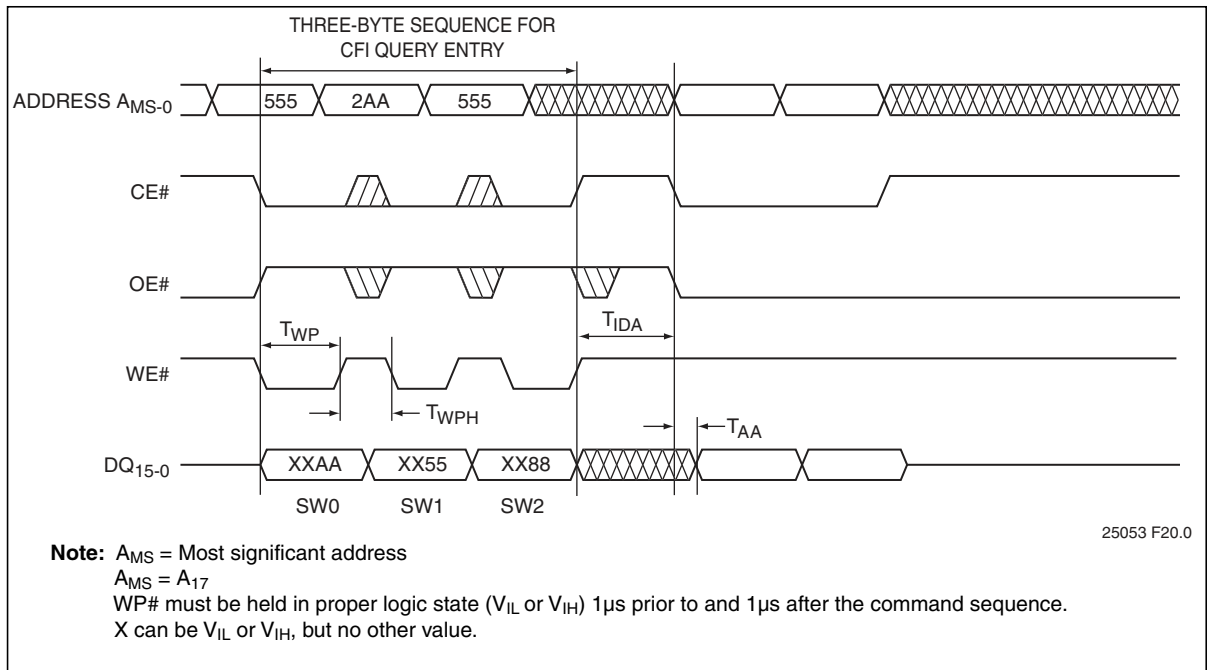 THREE-BYTE SEQUENCE FOR
CFI QUERY ENTRY
ADDRESS AMS-0
555 2AA 555
CE#
OE#
TWP
TIDA
WE#
TWPH
TAA
DQ15-0
XXAA XX55 XX88
SW0 SW1 SW2
25053 F20.0
Note: AMS = Most significant address
AMS = A17
WP# must be held in proper logic state (VIL or VIH) 1µs prior to and 1µs after the command sequence.
X can be VIL or VIH, but no other value.